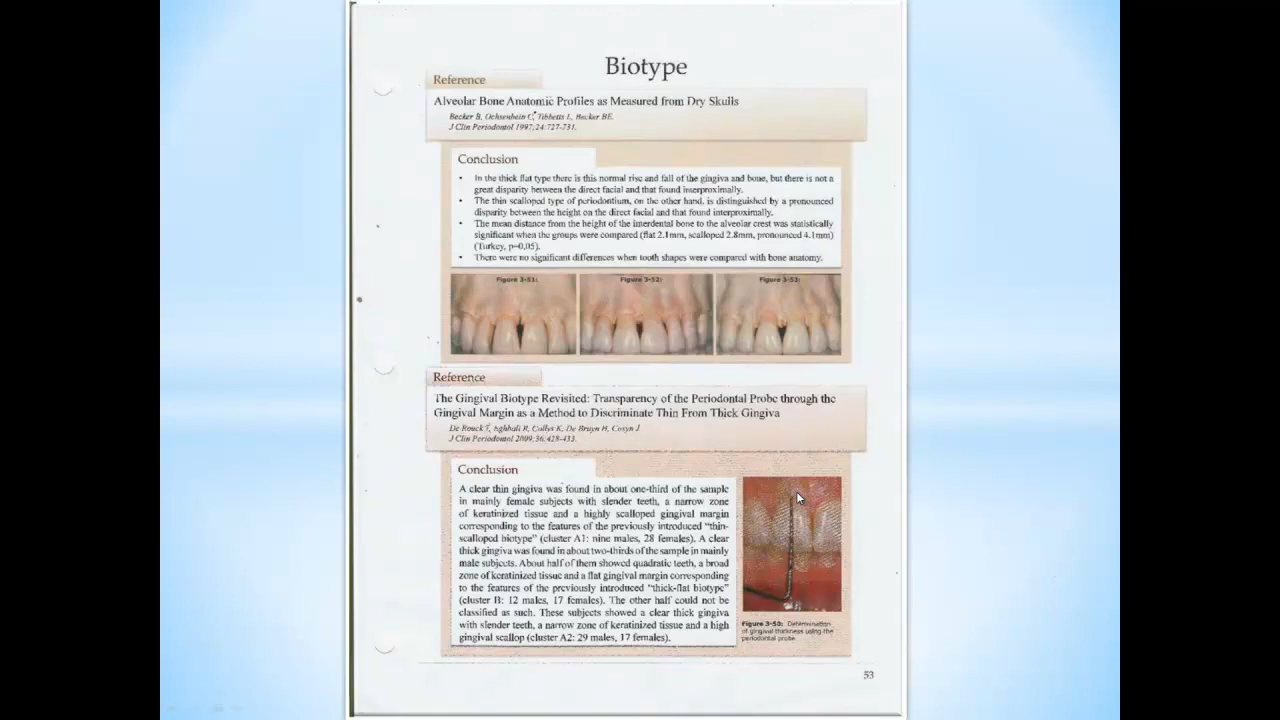 Biotype
Reference
Alveolar Bone Anatomic Profiles as Measured from Dry Skulls
Becker B, Ochsenbein C, Tibbetts L, Becker BE.
J Clin Periodontol 1997;24:727-731.
Conclusion
• In the thick flat type there is this normal rise and fall of the gingiva and bone, but there is not a
great disparity between the direct facial and that found interproximally.
• The thin scalloped type of periodontium, on the other hand, is distinguished by a pronounced
disparity between the height on the direct facial and that found interproximally.
• The mean distance from the height of the interdental bone to the alveolar crest was statistically
significant when the groups were compared (flat 2.1mm, scalloped 2.8mm, pronounced 4.1mm)
(Turkey, p=0.05).
• There were no significant differences when tooth shapes were compared with bone anatomy.
Figure 3-51: Figure 3-52: Figure 3-53:
Reference
The Gingival Biotype Revisited: Transparency of the Periodontal Probe through the
Gingival Margin as a Method to Discriminate Thin From Thick Gingiva
De Rouck T, Eghbali R, Collys K, De Bruyn H, Cosyn J.
J Clin Periodontol 2009;36:428-433.
Conclusion
A clear thin gingiva was found in about one-third of the sample
in mainly female subjects with slender teeth, a narrow zone
of keratinized tissue and a highly scalloped gingival margin
corresponding to the features of the previously introduced "thin-
scalloped biotype" (cluster A1: nine males, 28 females). A clear
thick gingiva was found in about two-thirds of the sample in mainly
male subjects. About half of them showed quadratic teeth, a broad
zone of keratinized tissue and a flat gingival margin corresponding
to the features of the previously introduced "thick-flat biotype"
(cluster B: 12 males, 17 females). The other half could not be
classified as such. These subjects showed a clear thick gingiva
with slender teeth, a narrow zone of keratinized tissue and a high
gingival scallop (cluster A2: 29 males, 17 females).
Figure 3-50: Determination
of gingival thickness using the
periodontal probe.
53